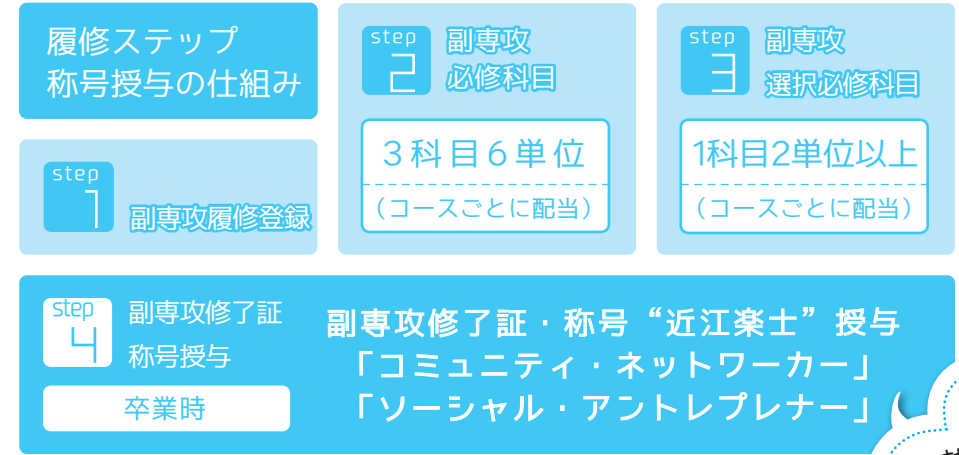 履修ステップ
称号授与の仕組み
step
1
副専攻履修登録
step
2
副専攻
必修科目
3科目6単位
(コースごとに配当)
step
3
副専攻
選択必修科目
1科目2単位以上
(コースごとに配当)
step
4
副専攻修了証
称号授与
卒業時
副専攻修了証・称号“近江楽士”授与
「コミュニティ・ネットワーカー」
「ソーシャル・アントレプレナー」